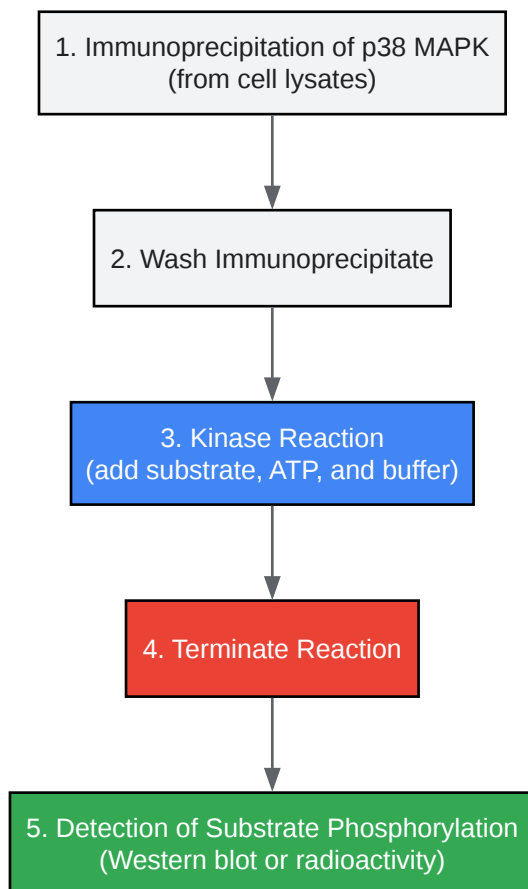 1. Immunoprecipitation of p38 MAPK
(from cell lysates)
2. Wash Immunoprecipitate
3. Kinase Reaction
(add substrate, ATP, and buffer)
4. Terminate Reaction
5. Detection of Substrate Phosphorylation
(Western blot or radioactivity)